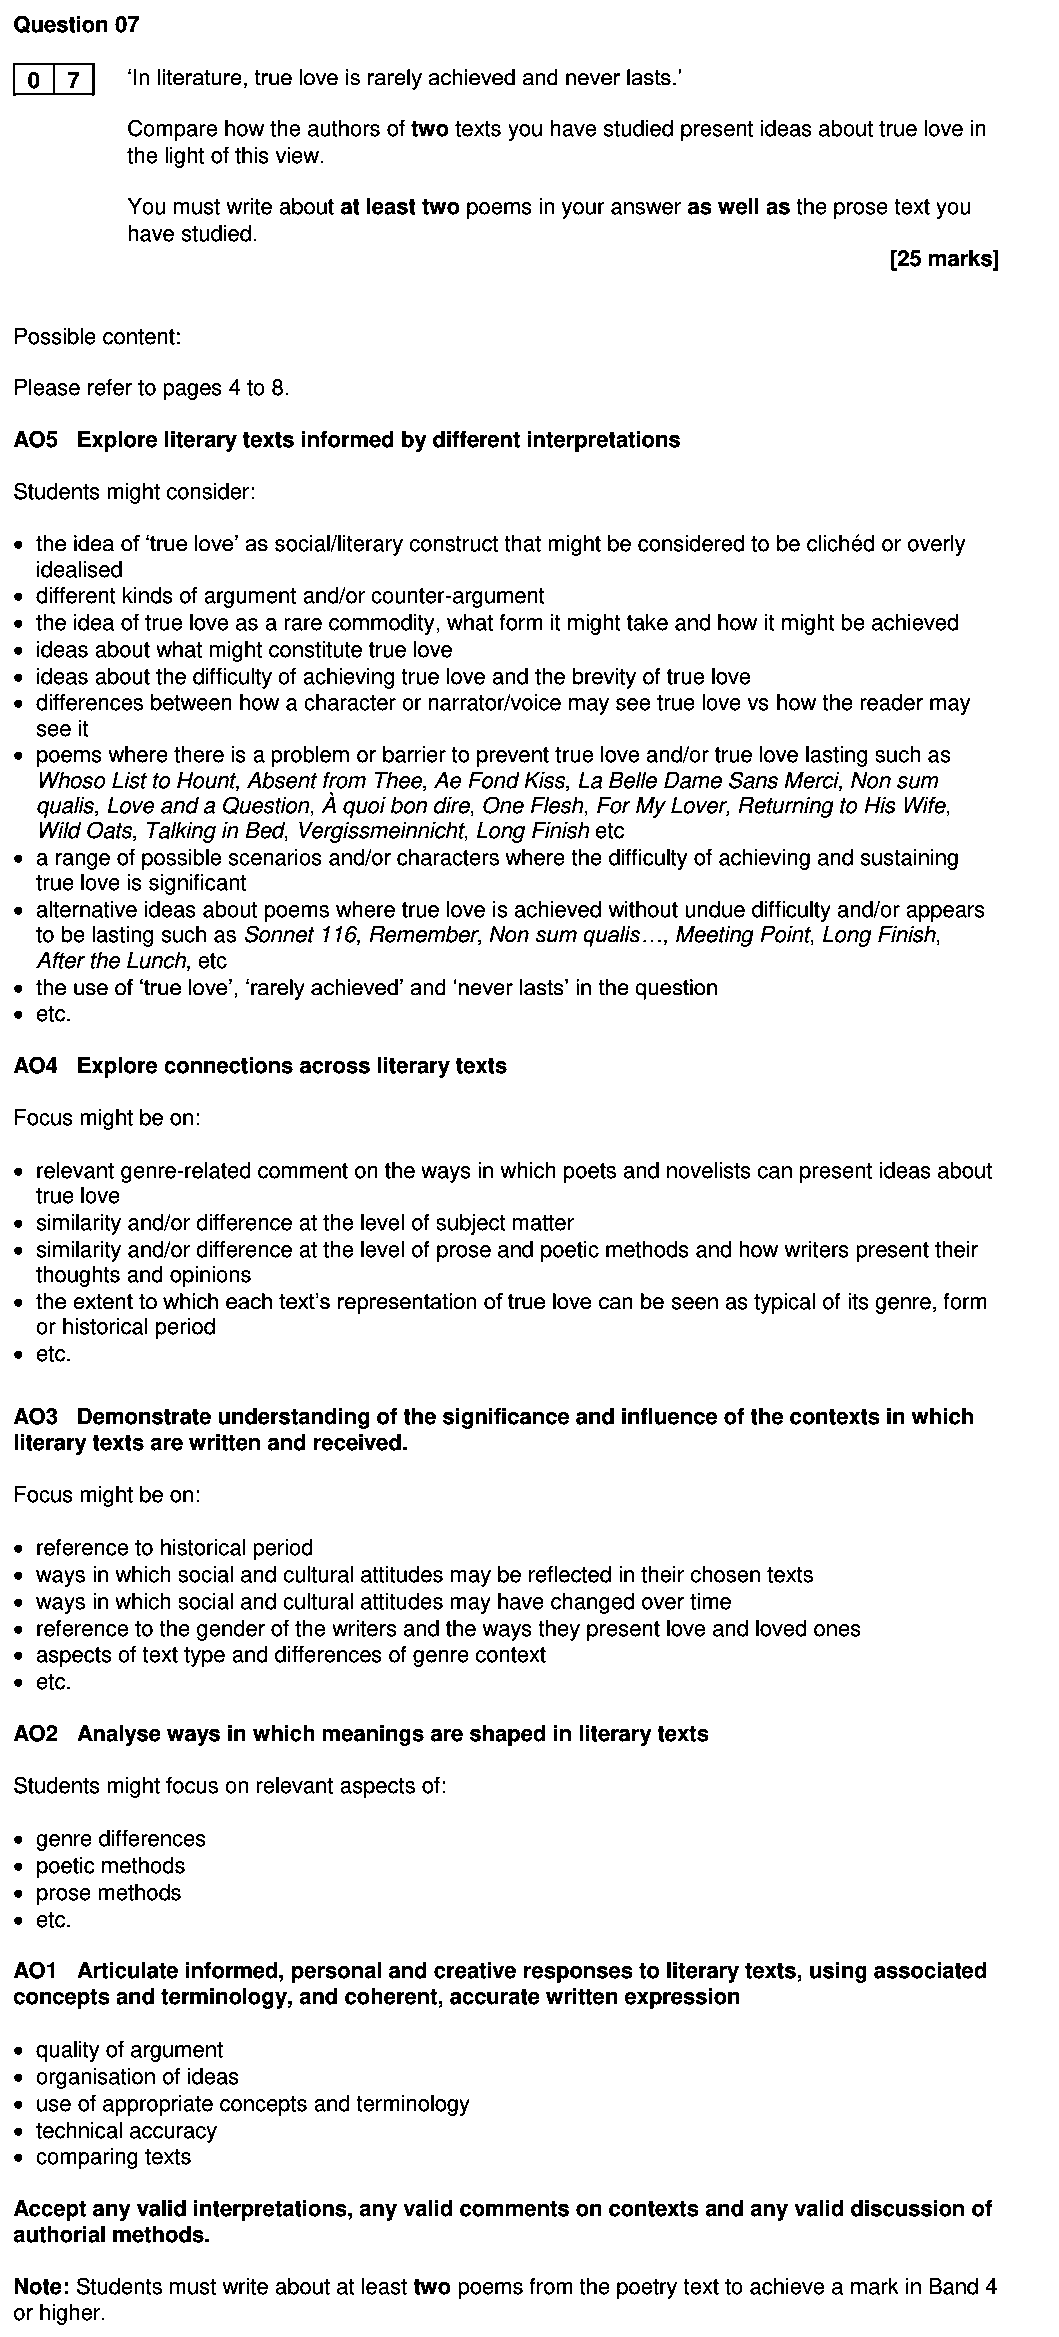 Question 07
0 7 ‘In literature, true love is rarely achieved and never lasts.’
Compare how the authors of two texts you have studied present ideas about true love in
the light of this view.
You must write about at least two poems in your answer as well as the prose text you
have studied.
[25 marks]
Possible content:
Please refer to pages 4 to 8.
AO5 Explore literary texts informed by different interpretations
Students might consider:
• the idea of ‘true love’ as social/literary construct that might be considered to be clichéd or overly
idealised
• different kinds of argument and/or counter-argument
• the idea of true love as a rare commodity, what form it might take and how it might be achieved
• ideas about what might constitute true love
• ideas about the difficulty of achieving true love and the brevity of true love
• differences between how a character or narrator/voice may see true love vs how the reader may
see it
• poems where there is a problem or barrier to prevent true love and/or true love lasting such as
Whoso List to Hount, Absent from Thee, Ae Fond Kiss, La Belle Dame Sans Merci, Non sum
qualis, Love and a Question, À quoi bon dire, One Flesh, For My Lover, Returning to His Wife,
Wild Oats, Talking in Bed, Vergissmeinnicht, Long Finish etc
• a range of possible scenarios and/or characters where the difficulty of achieving and sustaining
true love is significant
• alternative ideas about poems where true love is achieved without undue difficulty and/or appears
to be lasting such as Sonnet 116, Remember, Non sum qualis…, Meeting Point, Long Finish,
After the Lunch, etc
• the use of ‘true love’, ‘rarely achieved’ and ‘never lasts’ in the question
• etc.
AO4 Explore connections across literary texts
Focus might be on:
• relevant genre-related comment on the ways in which poets and novelists can present ideas about
true love
• similarity and/or difference at the level of subject matter
• similarity and/or difference at the level of prose and poetic methods and how writers present their
thoughts and opinions
• the extent to which each text’s representation of true love can be seen as typical of its genre, form
or historical period
• etc.
AO3 Demonstrate understanding of the significance and influence of the contexts in which
literary texts are written and received.
Focus might be on:
• reference to historical period
• ways in which social and cultural attitudes may be reflected in their chosen texts
• ways in which social and cultural attitudes may have changed over time
• reference to the gender of the writers and the ways they present love and loved ones
• aspects of text type and differences of genre context
• etc.
AO2 Analyse ways in which meanings are shaped in literary texts
Students might focus on relevant aspects of:
• genre differences
• poetic methods
• prose methods
• etc.
AO1 Articulate informed, personal and creative responses to literary texts, using associated
concepts and terminology, and coherent, accurate written expression
• quality of argument
• organisation of ideas
• use of appropriate concepts and terminology
• technical accuracy
• comparing texts
Accept any valid interpretations, any valid comments on contexts and any valid discussion of
authorial methods.
Note: Students must write about at least two poems from the poetry text to achieve a mark in Band 4
or higher.